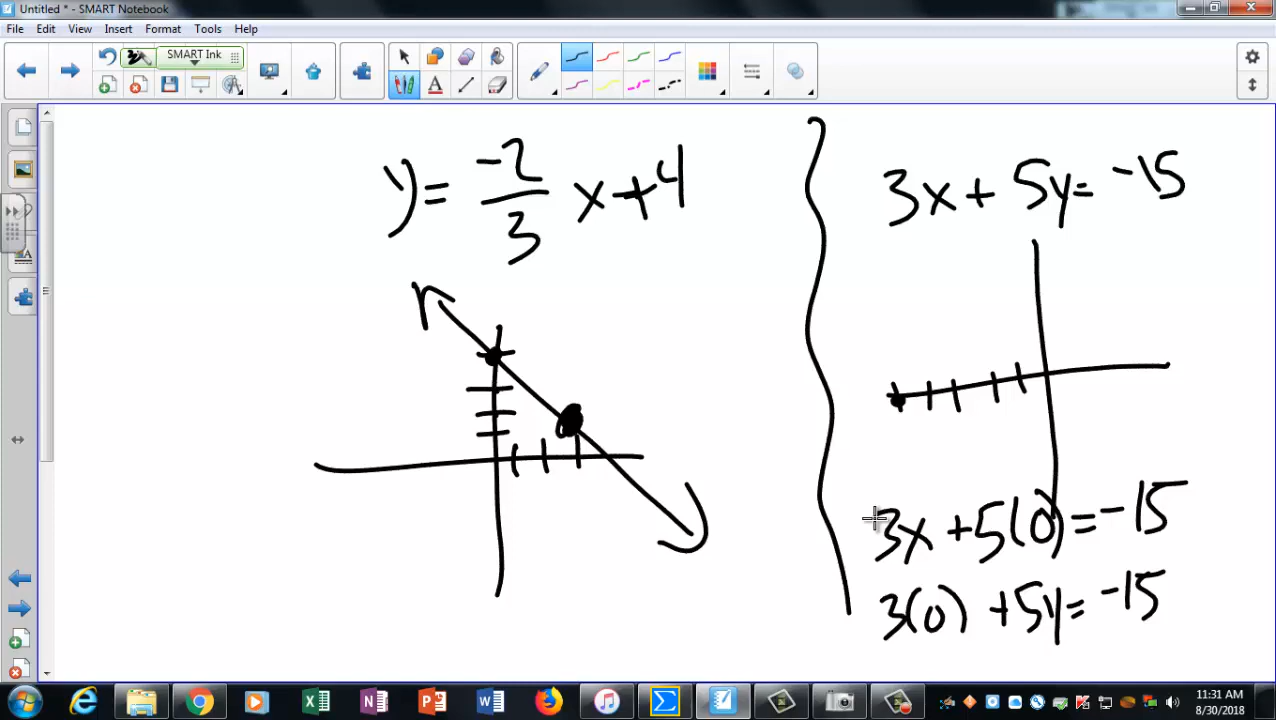 Untitled * - SMART Notebook
File Edit View Insert Format Tools Help
SMART Ink
y = -2/3 x + 4
3x + 5y = -15
3x + 5(0) = -15
3(0) + 5y = -15
11:31 AM
8/30/2018